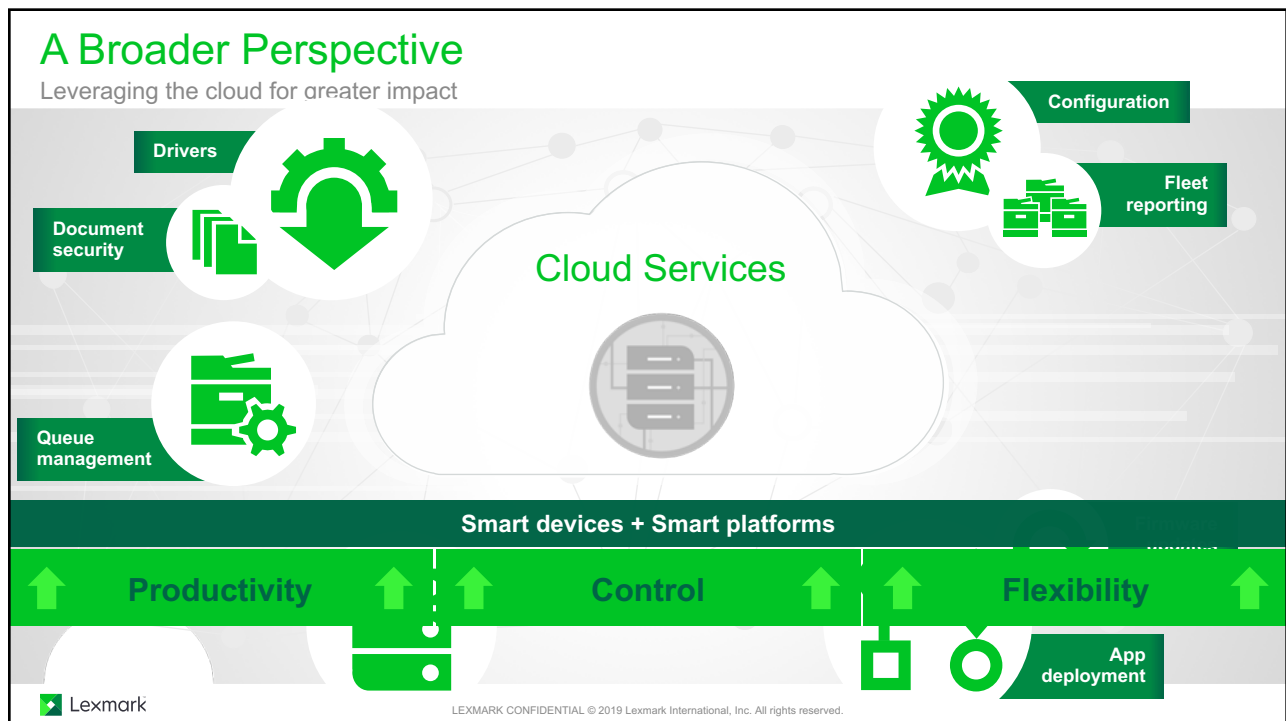 A Broader Perspective
Leveraging the cloud for greater impact
Drivers
Document
security
Queue
management
Cloud Services
Configuration
Fleet
reporting
Smart devices + Smart platforms
Productivity
Control
Flexibility
App
deployment
Lexmark
LEXMARK CONFIDENTIAL © 2019 Lexmark International, Inc. All rights reserved.